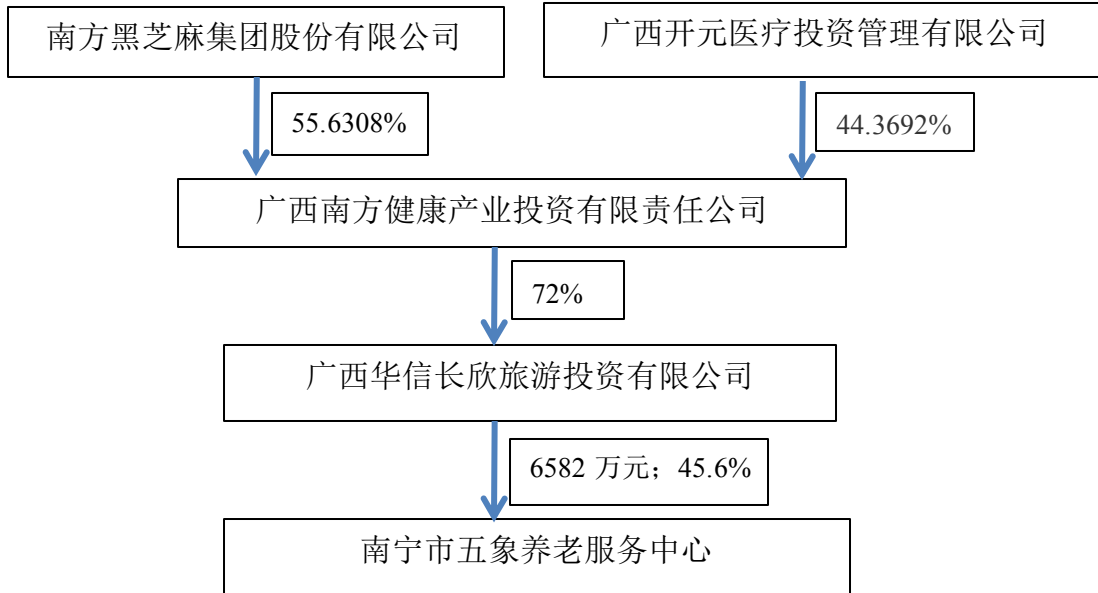 南方黑芝麻集团股份有限公司
广西开元医疗投资管理有限公司
55.6308%
44.3692%
广西南方健康产业投资有限责任公司
72%
广西华信长欣旅游投资有限公司
6582 万元；45.6%
南宁市五象养老服务中心